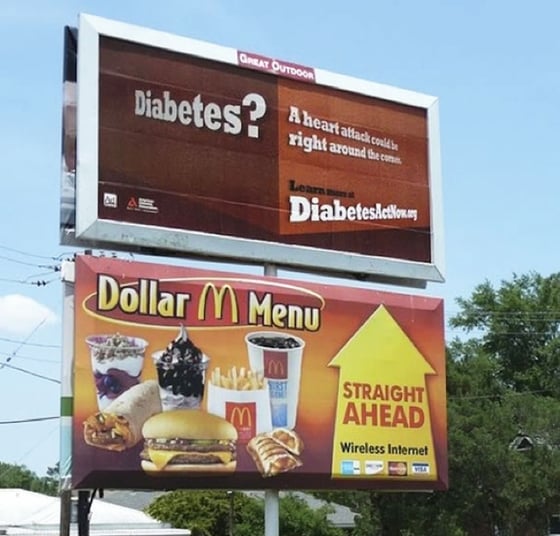 GREAT OUTDOOR
Diabetes?
A heart attack could be
right around the corner.
Learn more at
DiabetesActNow.org
Dollar M Menu
STRAIGHT
AHEAD
Wireless Internet
VISA